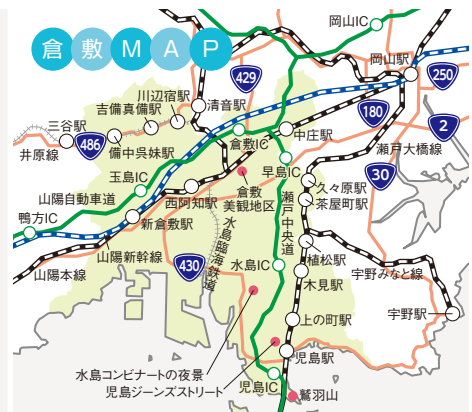 倉敷MAP
岡山IC
岡山駅
429
250
川辺宿駅
吉備真備駅
清音駅
180
三谷駅
倉敷IC
中庄駅
2
486
井原線
備中呉妹駅
瀬戸大橋線
玉島IC
早島IC
30
西阿知駅
倉敷
美観地区
久々原駅
茶屋町駅
山陽自動車道
鴨方IC
新倉敷駅
瀬戸中央道
水島臨海鉄道
植松駅
山陽新幹線
430
水島IC
宇野みなと線
山陽本線
木見駅
宇野駅
上の町駅
水島コンビナートの夜景
児島駅
児島ジーンズストリート
児島IC
鷲羽山